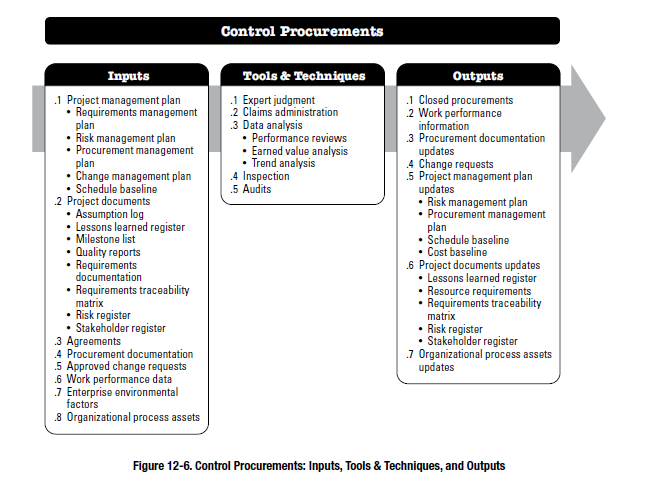 Control Procurements
Inputs
.1 Project management plan
• Requirements management
plan
• Risk management plan
• Procurement management
plan
• Change management plan
• Schedule baseline
.2 Project documents
• Assumption log
• Lessons learned register
• Milestone list
• Quality reports
• Requirements
documentation
• Requirements traceability
matrix
• Risk register
• Stakeholder register
.3 Agreements
.4 Procurement documentation
.5 Approved change requests
.6 Work performance data
.7 Enterprise environmental
factors
.8 Organizational process assets
Tools & Techniques
.1 Expert judgment
.2 Claims administration
.3 Data analysis
• Performance reviews
• Earned value analysis
• Trend analysis
.4 Inspection
.5 Audits
Outputs
.1 Closed procurements
.2 Work performance
information
.3 Procurement documentation
updates
.4 Change requests
.5 Project management plan
updates
• Risk management plan
• Procurement management
plan
• Schedule baseline
• Cost baseline
.6 Project documents updates
• Lessons learned register
• Resource requirements
• Requirements traceability
matrix
• Risk register
• Stakeholder register
.7 Organizational process assets
updates
Figure 12-6. Control Procurements: Inputs, Tools & Techniques, and Outputs